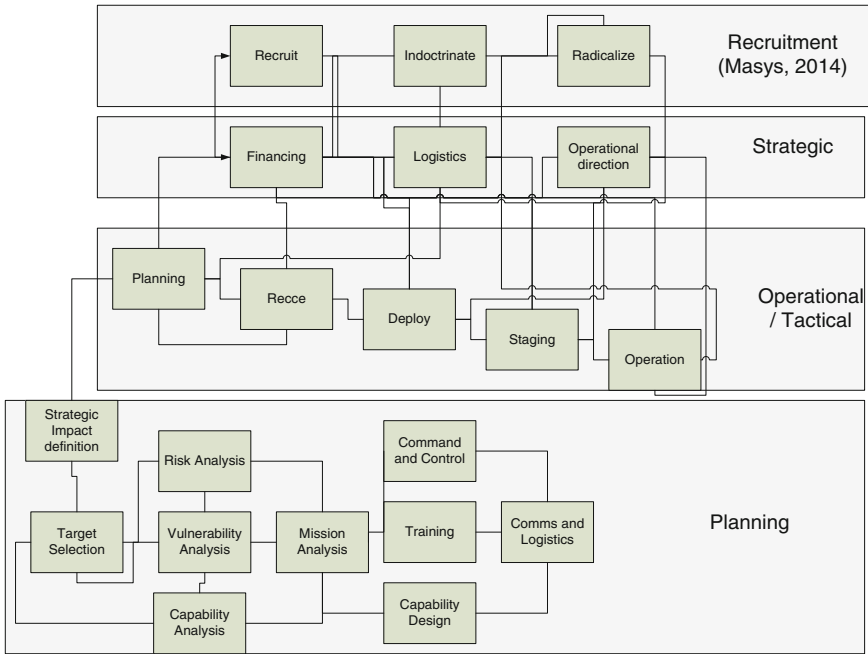 Recruit
Indoctrinate
Radicalize
Recruitment
(Masys, 2014)
Financing
Logistics
Operational
direction
Strategic
Planning
Recce
Deploy
Staging
Operation
Operational
/ Tactical
Strategic
Impact
definition
Risk Analysis
Command
and Control
Target
Selection
Vulnerability
Analysis
Mission
Analysis
Training
Comms and
Logistics
Planning
Capability
Analysis
Capability
Design